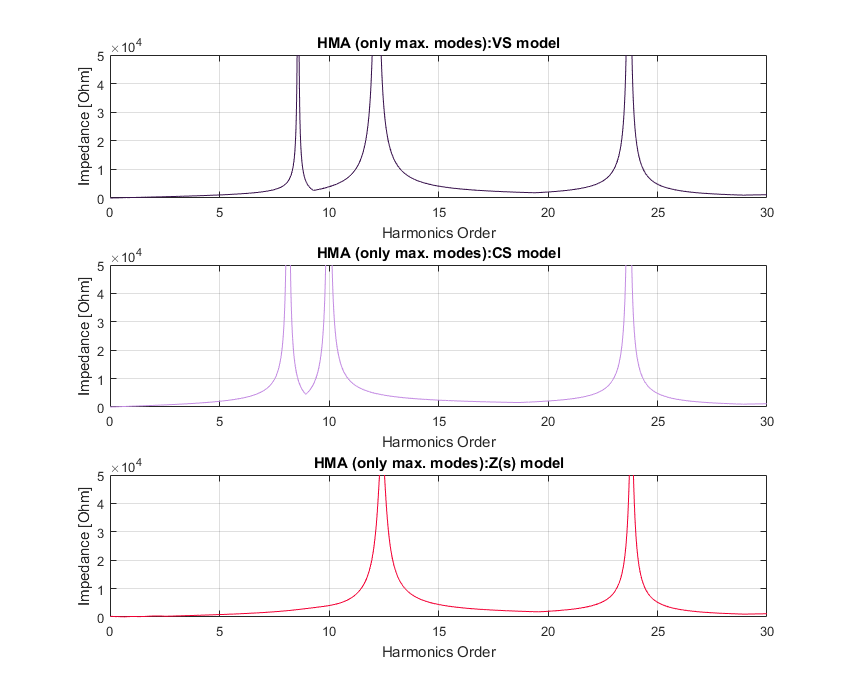 HMA (only max. modes):VS model
×10^4
5
4
3
2
1
0
Impedance [Ohm]
0 5 10 15 20 25 30
Harmonics Order
HMA (only max. modes):CS model
×10^4
5
4
3
2
1
0
Impedance [Ohm]
0 5 10 15 20 25 30
Harmonics Order
HMA (only max. modes):Z(s) model
×10^4
5
4
3
2
1
0
Impedance [Ohm]
0 5 10 15 20 25 30
Harmonics Order